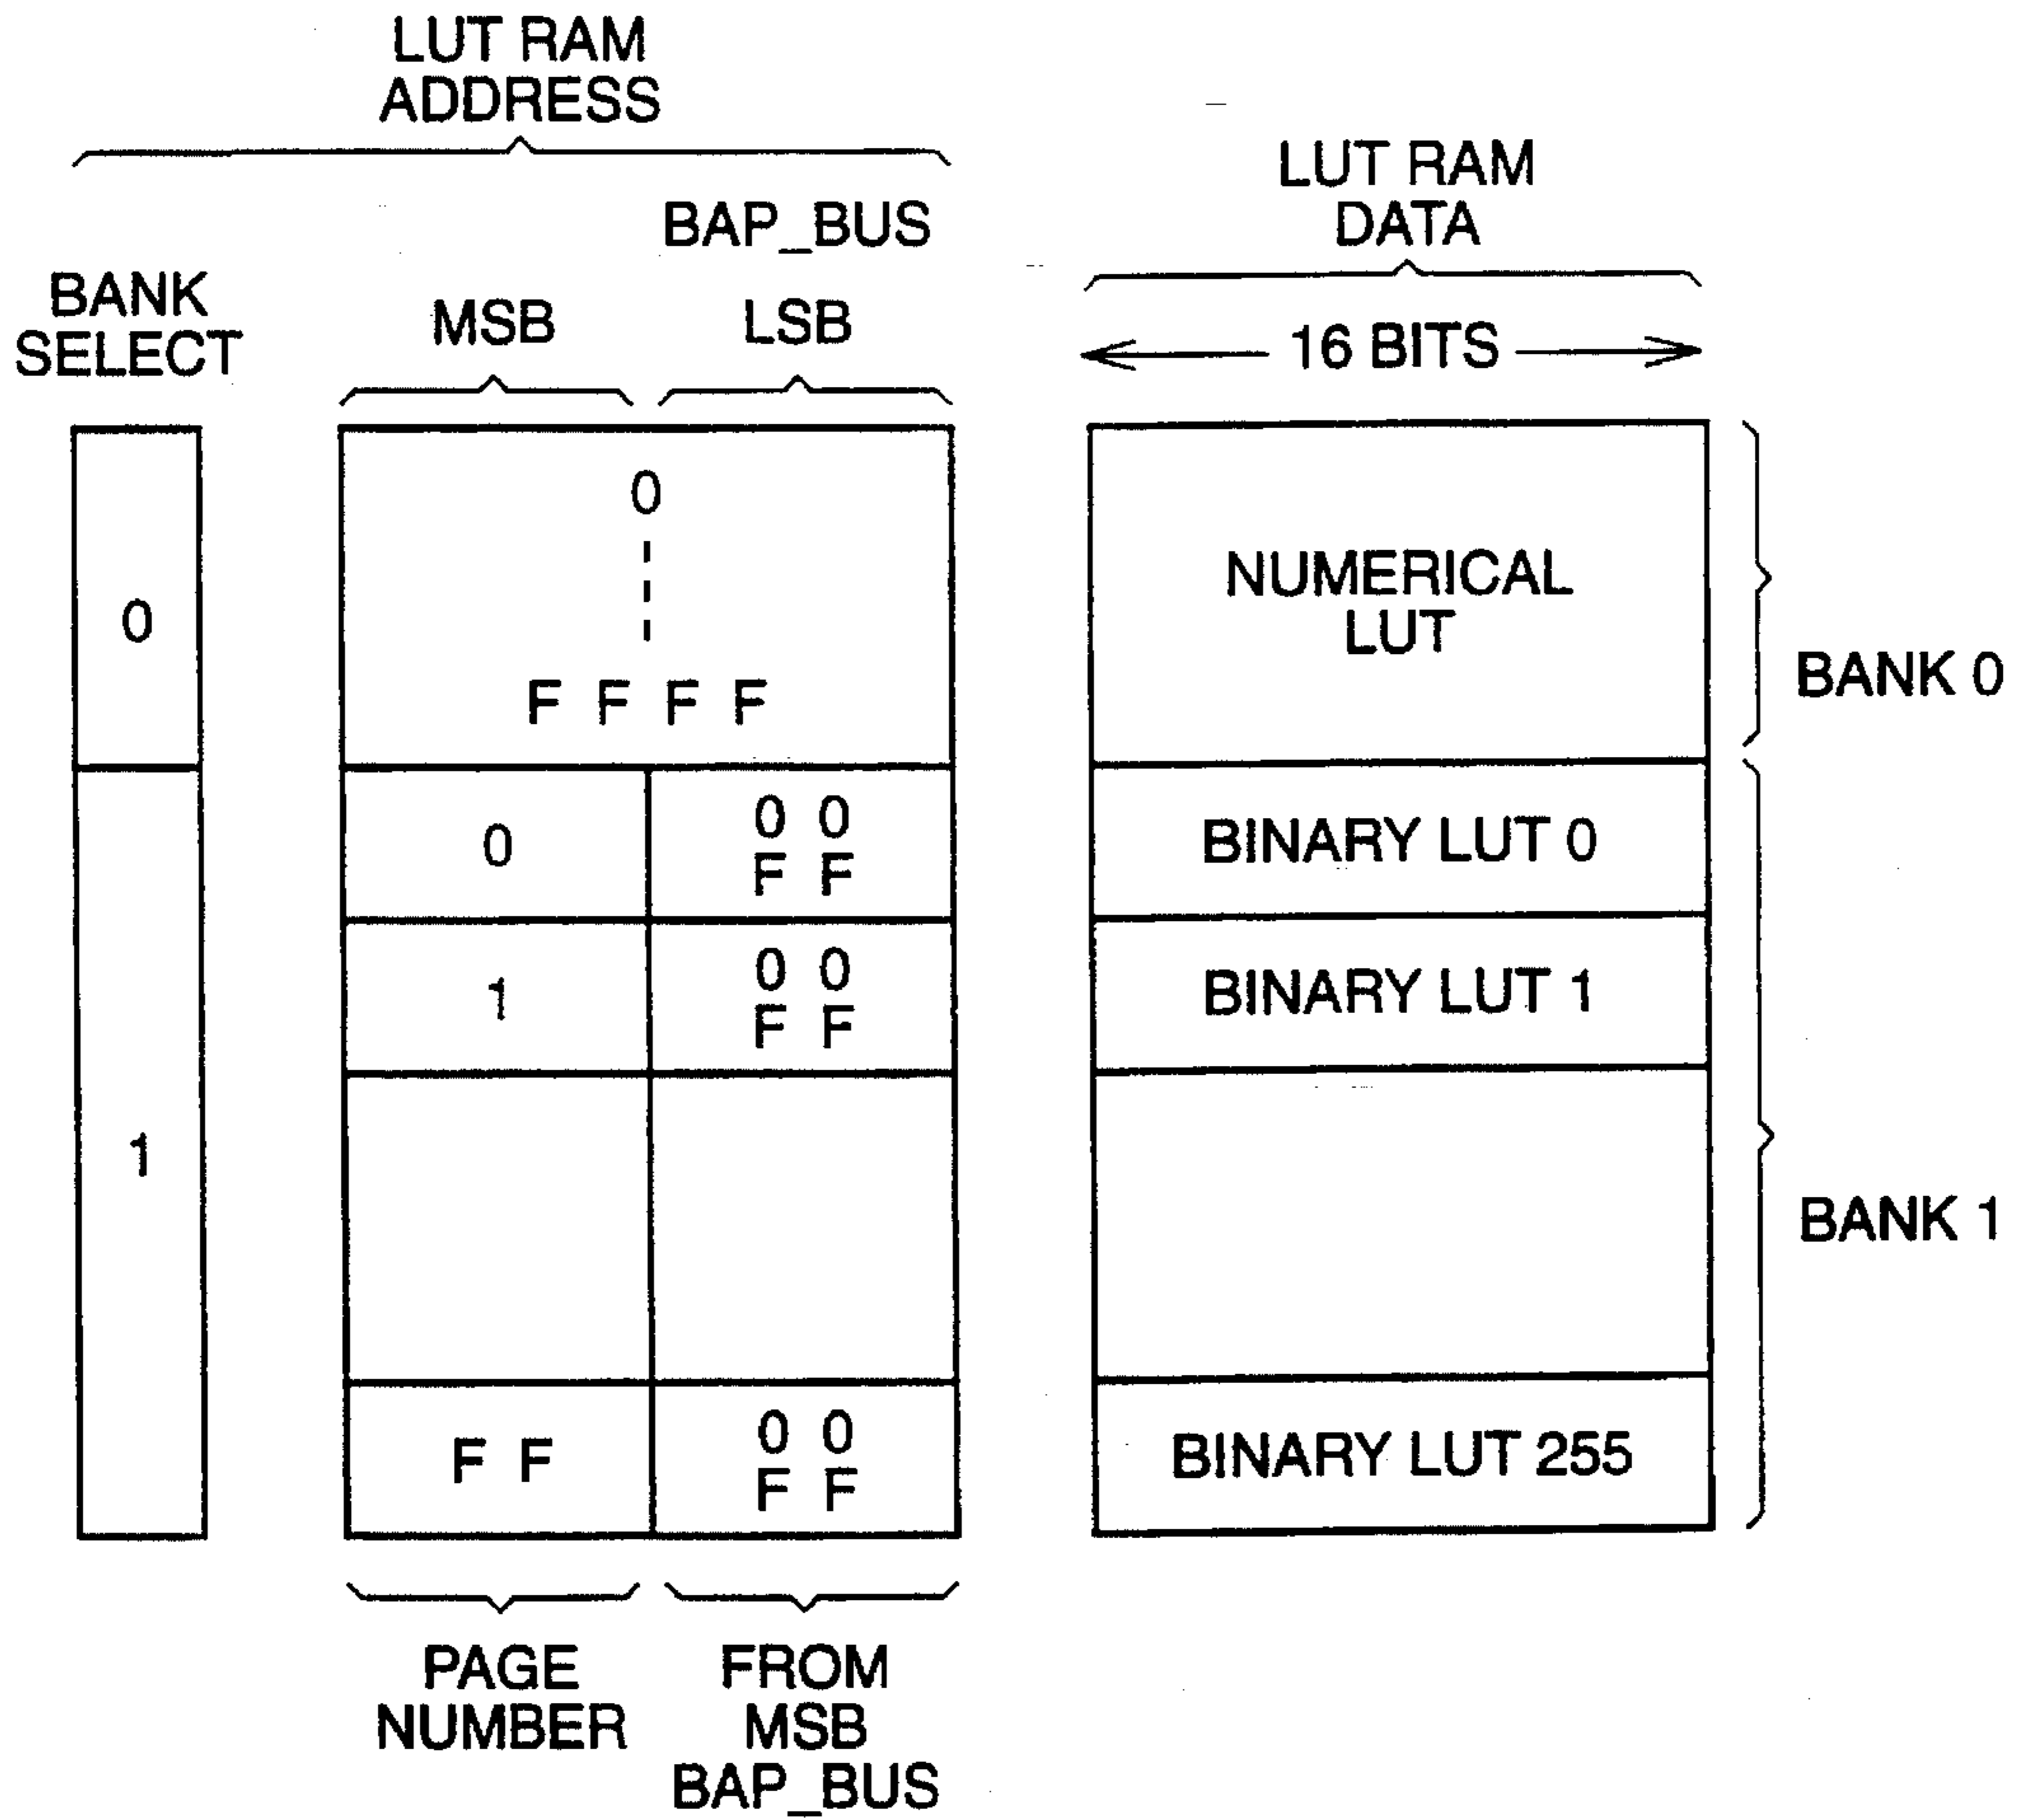 LUT RAM
ADDRESS
BAP_BUS
LUT RAM
DATA
BANK
SELECT
MSB
LSB
16 BITS
0
0
F F F F
NUMERICAL
LUT
BANK 0
1
0
0 0
F F
BINARY LUT 0
1
0 0
F F
BINARY LUT 1
BANK 1
F F
0 0
F F
BINARY LUT 255
PAGE
NUMBER
FROM
MSB
BAP_BUS